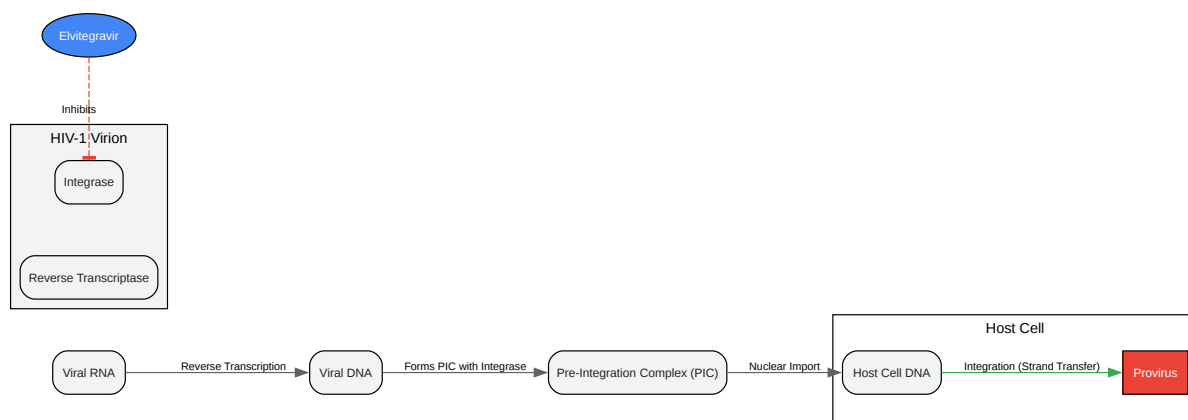 Elvitegravir
Inhibits
HIV-1 Virion
Integrase
Reverse Transcriptase
Host Cell
Viral RNA
Reverse Transcription
Viral DNA
Forms PIC with Integrase
Pre-Integration Complex (PIC)
Nuclear Import
Host Cell DNA
Integration (Strand Transfer)
Provirus